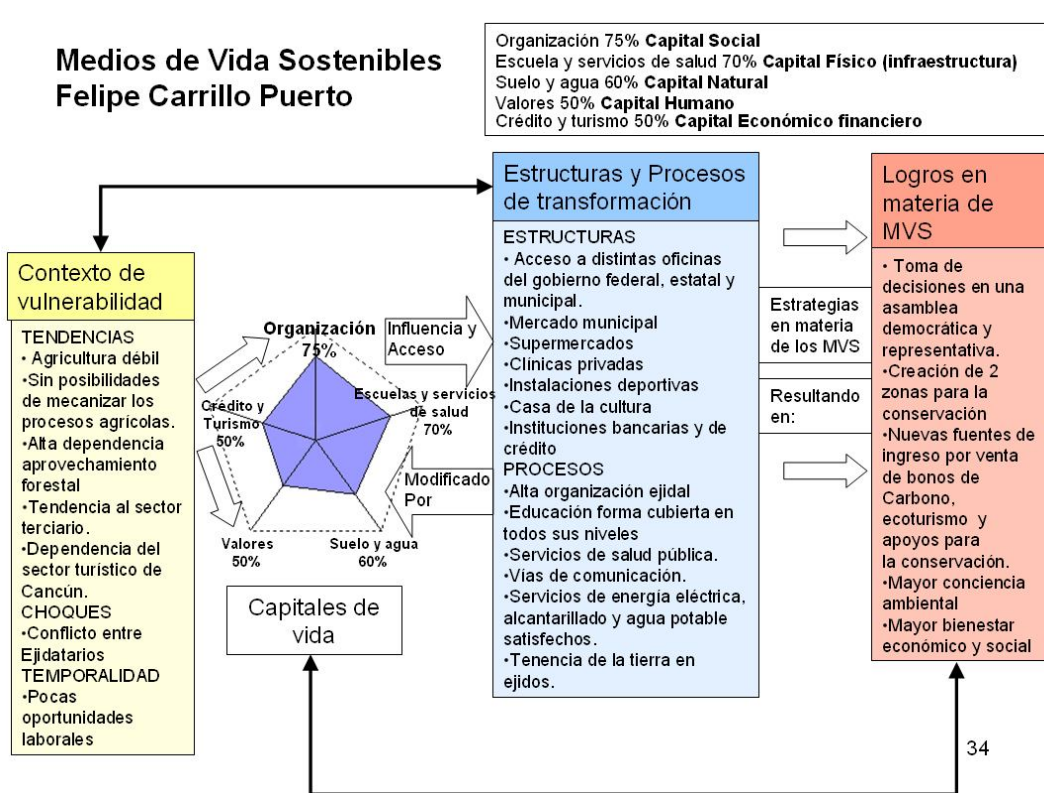 Medios de Vida Sostenibles
Felipe Carrillo Puerto
Organización 75% Capital Social
Escuela y servicios de salud 70% Capital Físico (infraestructura)
Suelo y agua 60% Capital Natural
Valores 50% Capital Humano
Crédito y turismo 50% Capital Económico financiero
Contexto de
vulnerabilidad
TENDENCIAS
• Agricultura débil
•Sin posibilidades
de mecanizar los
procesos agrícolas.
•Alta dependencia
aprovechamiento
forestal
•Tendencia al sector
terciario.
•Dependencia del
sector turístico de
Cancún.
CHOQUES
•Conflicto entre
Ejidatarios
TEMPORALIDAD
•Pocas
oportunidades
laborales
Organización
75%
Escuelas y servicios
de salud
70%
Crédito y
Turismo
50%
Valores
50%
Suelo y agua
60%
Capitales de
vida
Influencia y
Acceso
Modificado
Por
Estructuras y Procesos
de transformación
ESTRUCTURAS
• Acceso a distintas oficinas
del gobierno federal, estatal y
municipal.
•Mercado municipal
•Supermercados
•Clínicas privadas
•Instalaciones deportivas
•Casa de la cultura
•Instituciones bancarias y de
crédito
PROCESOS
•Alta organización ejidal
•Educación forma cubierta en
todos sus niveles
•Servicios de salud pública.
•Vías de comunicación.
•Servicios de energía eléctrica,
alcantarillado y agua potable
satisfechos.
•Tenencia de la tierra en
ejidos.
Estrategias
en materia
de los MVS
Resultando
en:
Logros en
materia de
MVS
• Toma de
decisiones en una
asamblea
democrática y
representativa.
•Creación de 2
zonas para la
conservación
•Nuevas fuentes de
ingreso por venta
de bonos de
Carbono,
ecoturismo y
apoyos para
la conservación.
•Mayor conciencia
ambiental
•Mayor bienestar
económico y social
34